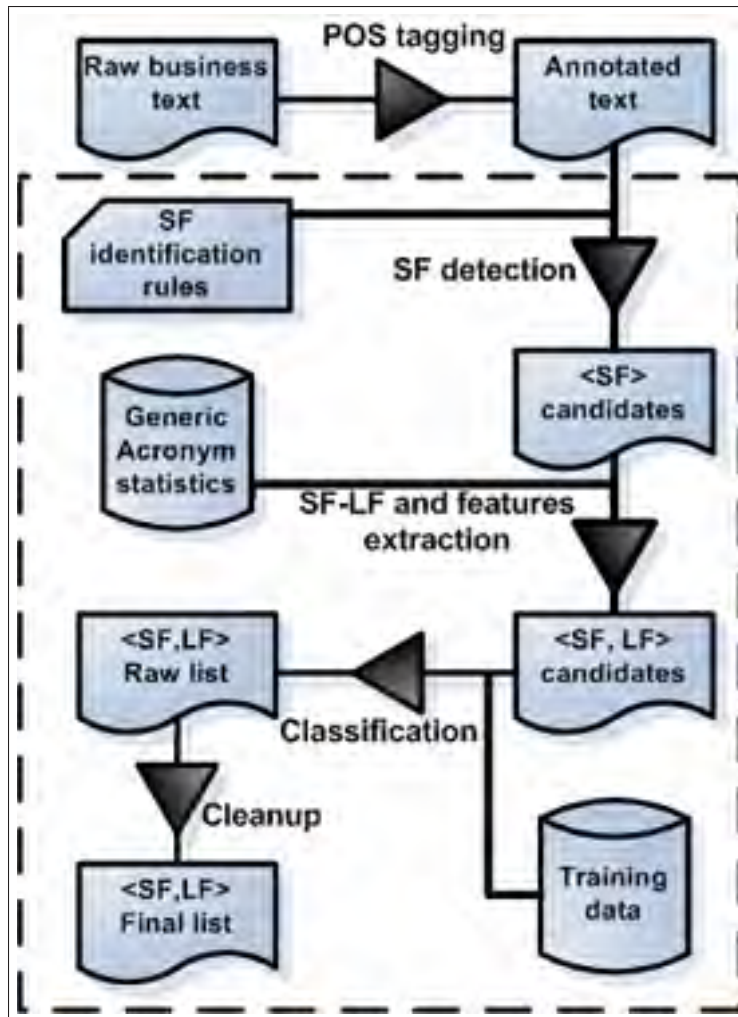 POS tagging
Raw business
text
Annotated
text
SF
identification
rules
SF detection
<SF>
candidates
Generic
Acronym
statistics
SF-LF and features
extraction
<SF,LF>
Raw list
<SF, LF>
candidates
Classification
Cleanup
<SF,LF>
Final list
Training
data